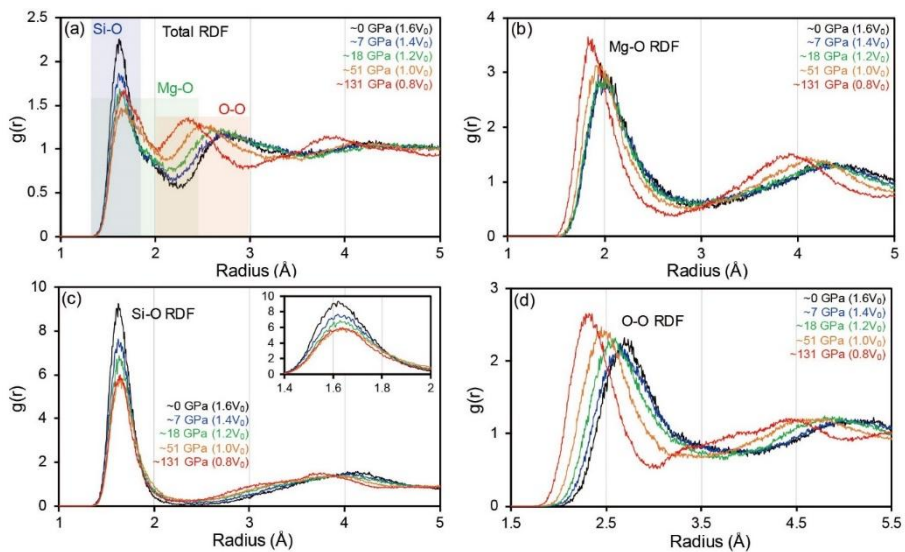 (a)
Si-O
Total RDF
~0 GPa (1.6V₀)
~7 GPa (1.4V₀)
~18 GPa (1.2V₀)
~51 GPa (1.0V₀)
~131 GPa (0.8V₀)
Mg-O
O-O
2.5
2
1.5
1
0.5
0
g(r)
1 2 3 4 5
Radius (Å)
(b)
Mg-O RDF
~0 GPa (1.6V₀)
~7 GPa (1.4V₀)
~18 GPa (1.2V₀)
~51 GPa (1.0V₀)
~131 GPa (0.8V₀)
4
3
2
1
0
g(r)
1 2 3 4 5
Radius (Å)
(c)
Si-O RDF
10
8
6
4
2
0
g(r)
10
8
6
4
2
0
1.4 1.6 1.8 2
~0 GPa (1.6V₀)
~7 GPa (1.4V₀)
~18 GPa (1.2V₀)
~51 GPa (1.0V₀)
~131 GPa (0.8V₀)
1 2 3 4 5
Radius (Å)
(d)
O-O RDF
~0 GPa (1.6V₀)
~7 GPa (1.4V₀)
~18 GPa (1.2V₀)
~51 GPa (1.0V₀)
~131 GPa (0.8V₀)
3
2
1
0
g(r)
1.5 2.5 3.5 4.5 5.5
Radius (Å)